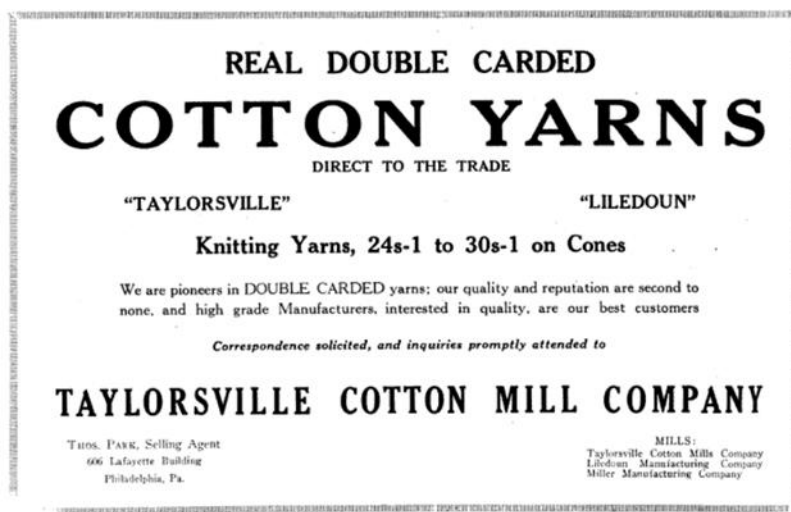 REAL DOUBLE CARDED
COTTON YARNS
DIRECT TO THE TRADE
"TAYLORSVILLE" "LILEDOUN"
Knitting Yarns, 24s-1 to 30s-1 on Cones
We are pioneers in DOUBLE CARDED yarns; our quality and reputation are second to
none, and high grade Manufacturers, interested in quality, are our best customers
Correspondence solicited, and inquiries promptly attended to
TAYLORSVILLE COTTON MILL COMPANY
THOS. PARK, Selling Agent
606 Lafayette Building
Philadelphia, Pa.
MILLS:
Taylorsville Cotton Mills Company
Liledoun Manufacturing Company
Miller Manufacturing Company